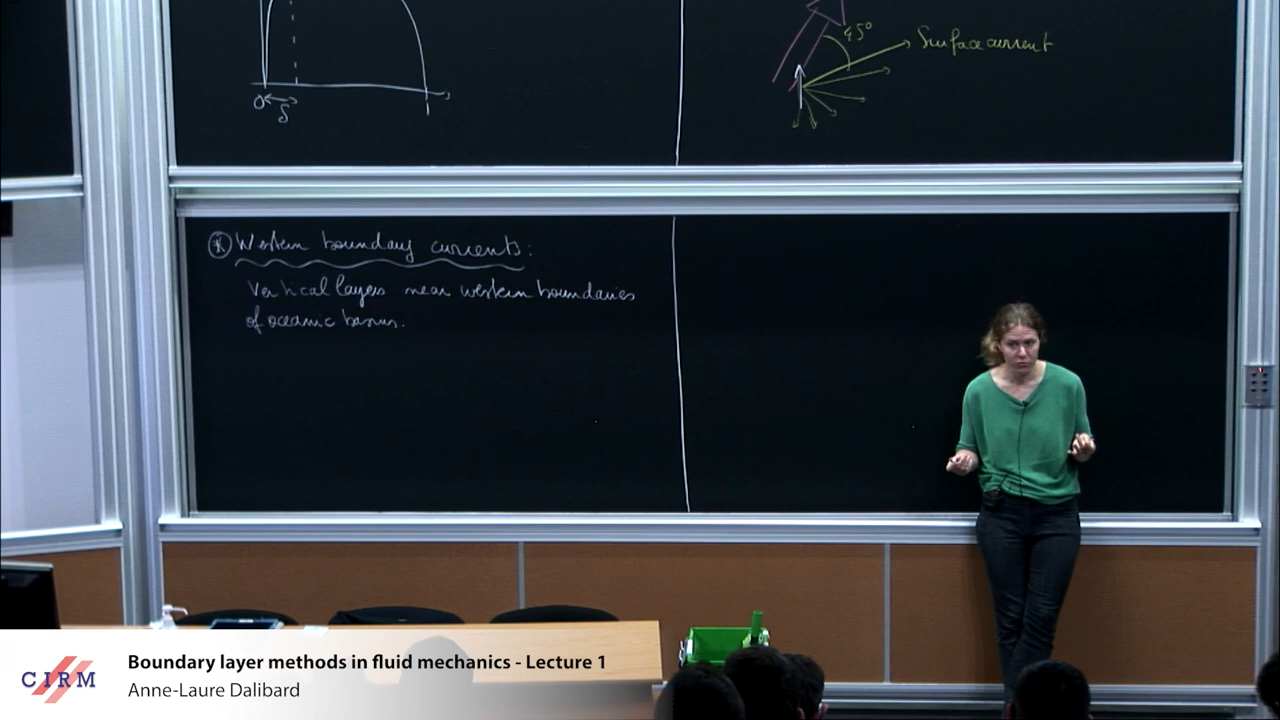 0
δ
45°
Surface current
* Western boundary currents:
Vertical layers near western boundaries
of oceanic basins.
CIRM
Boundary layer methods in fluid mechanics - Lecture 1
Anne-Laure Dalibard